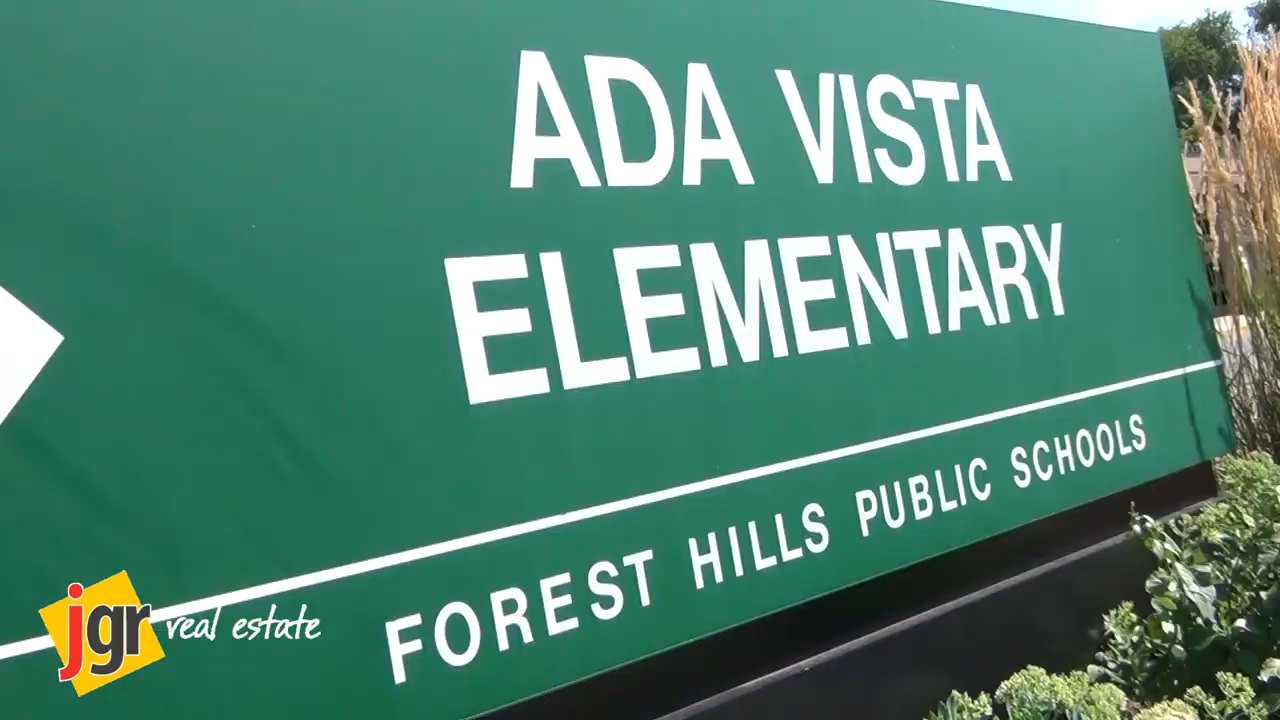 ADA VISTA
ELEMENTARY
FOREST HILLS PUBLIC SCHOOLS
jgr real estate